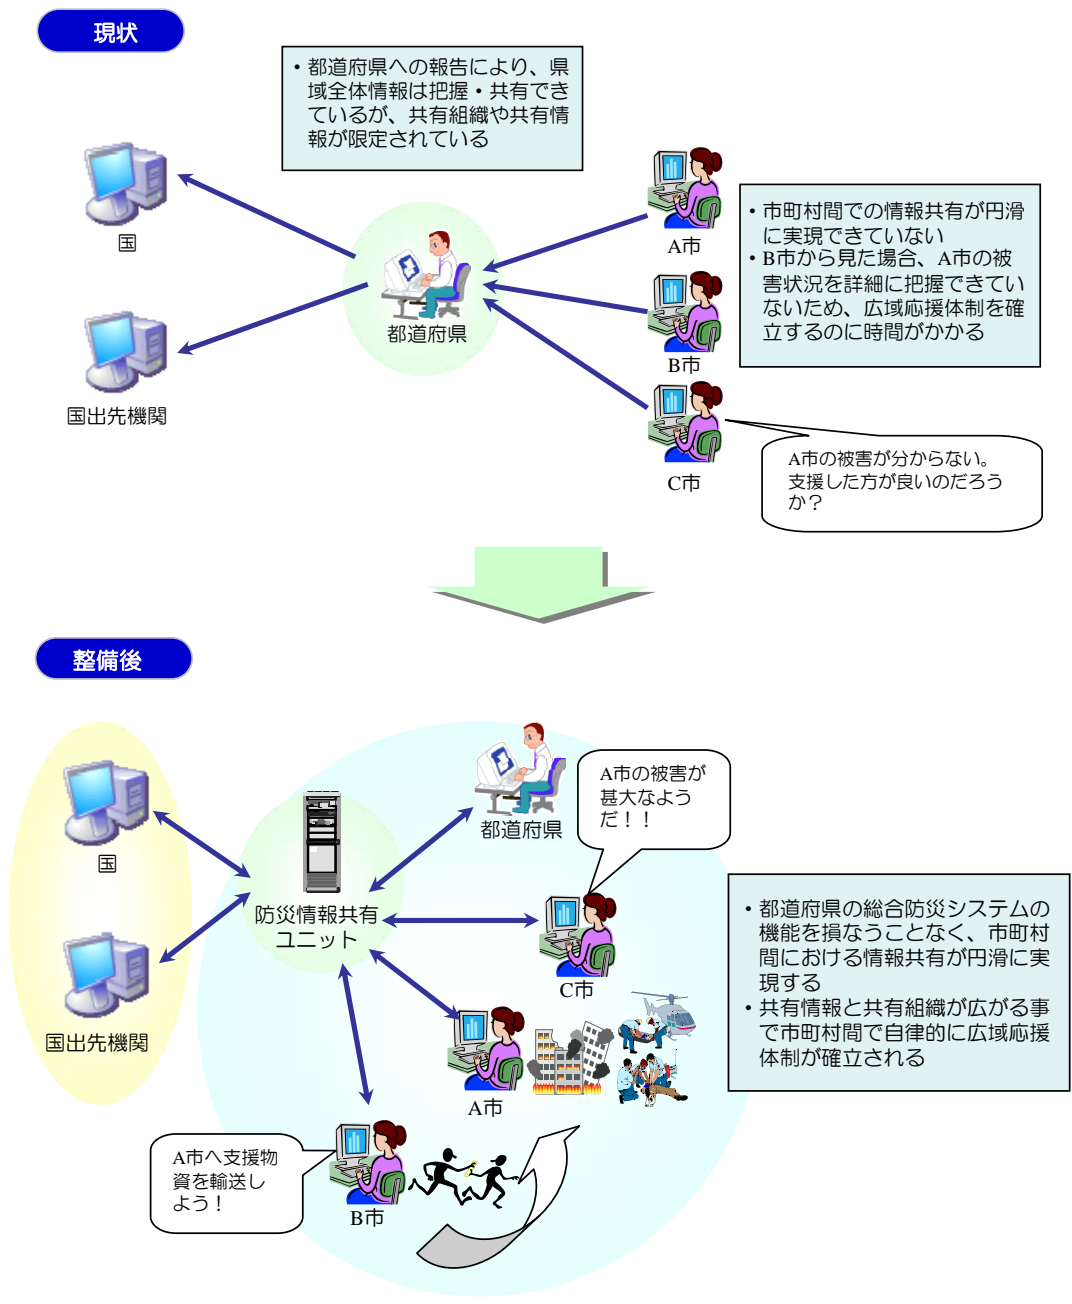 現状
・都道府県への報告により、県
域全体情報は把握・共有でき
ているが、共有組織や共有情
報が限定されている
国
国出先機関
都道府県
A市
B市
C市
・市町村間での情報共有が円滑
に実現できていない
・B市から見た場合、A市の被
害状況を詳細に把握できてい
ないため、広域応援体制を確
立するのに時間がかかる
A市の被害が分からない。
支援した方が良いのだろう
か？
整備後
国
国出先機関
防災情報共有
ユニット
都道府県
A市の被害が
甚大なよう
だ！！
C市
A市
B市
A市へ支援物
資を輸送し
よう！
・都道府県の総合防災システムの
機能を損なうことなく、市町村
間における情報共有が円滑に実
現する
・共有情報と共有組織が広がる事
で市町村間で自律的に広域応援
体制が確立される